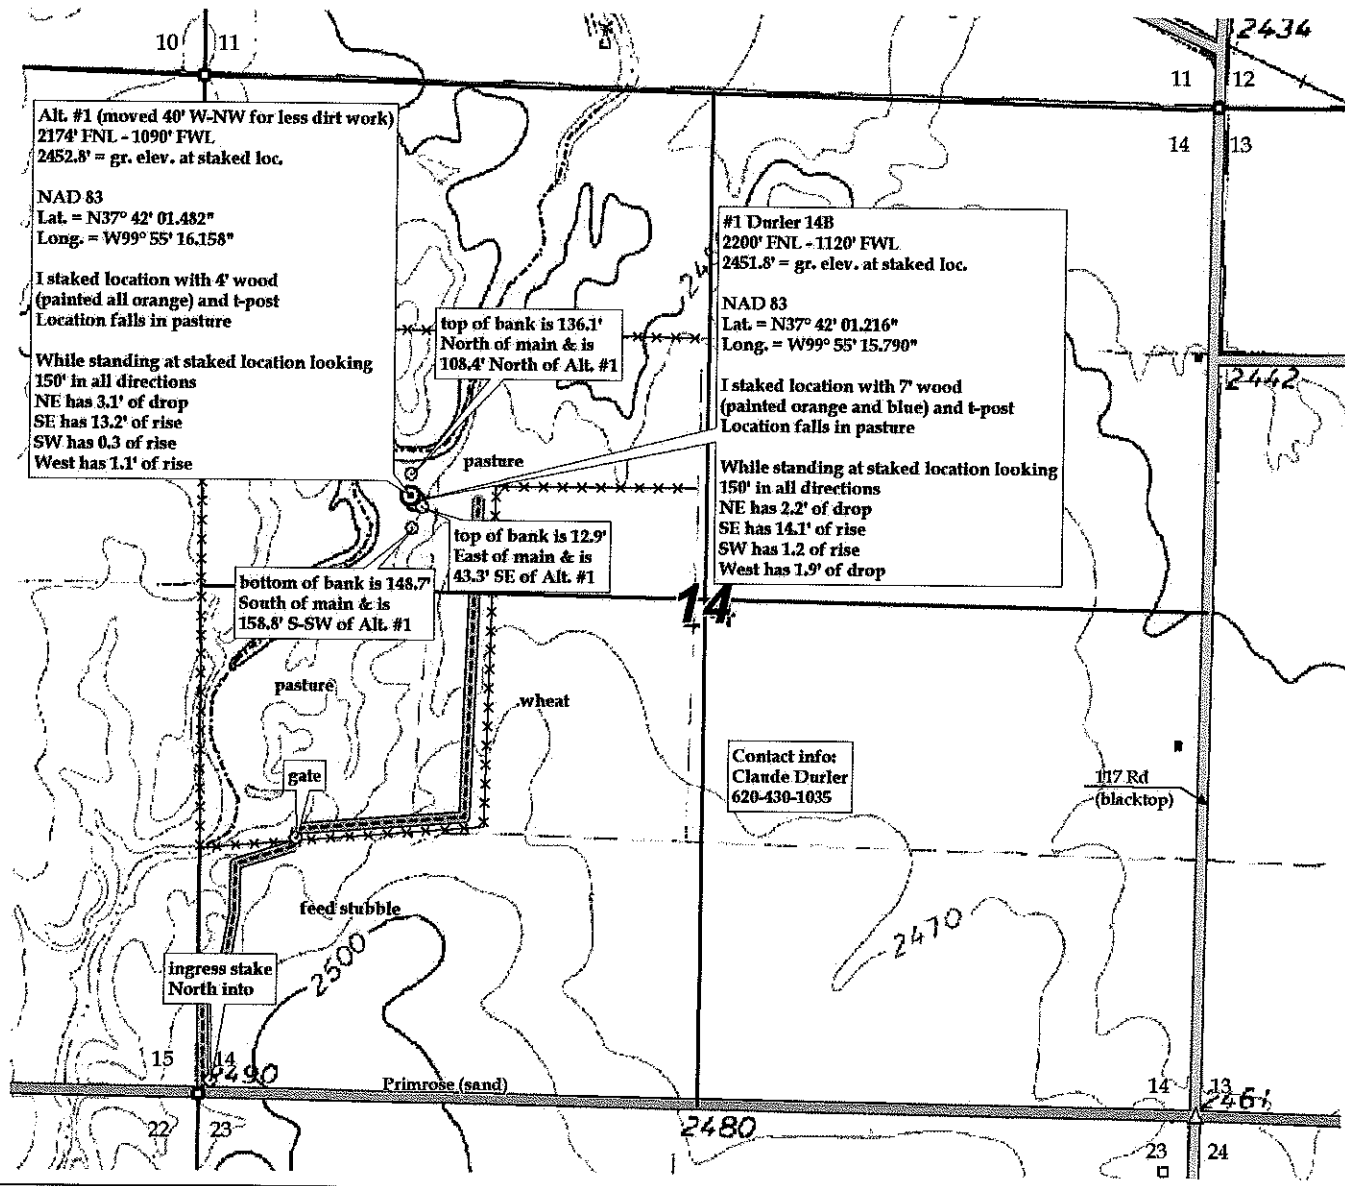 2434
10 11
11 12
14 13
Alt. #1 (moved 40' W-NW for less dirt work)
2174' FNL - 1090' FWL
2452.8' = gr. elev. at staked loc.
NAD 83
Lat. = N37° 42' 01.482"
Long. = W99° 55' 16.158"
I staked location with 4' wood
(painted all orange) and t-post
Location falls in pasture
While standing at staked location looking
150' in all directions
NE has 3.1' of drop
SE has 13.2' of rise
SW has 0.3 of rise
West has 1.1' of rise
#1 Durler 14B
2200' FNL - 1120' FWL
2451.8' = gr. elev. at staked loc.
NAD 83
Lat. = N37° 42' 01.216"
Long. = W99° 55' 15.790"
I staked location with 7' wood
(painted orange and blue) and t-post
Location falls in pasture
While standing at staked location looking
150' in all directions
NE has 2.2' of drop
SE has 14.1' of rise
SW has 1.2 of rise
West has 1.9' of drop
top of bank is 136.1'
North of main & is
108.4' North of Alt. #1
2442
pasture
top of bank is 12.9'
East of main & is
43.3' SE of Alt. #1
bottom of bank is 148.7'
South of main & is
158.8' S-SW of Alt. #1
14
pasture
wheat
gate
Contact info:
Claude Durler
620-430-1035
117 Rd
(blacktop)
feed stubble
2500
2470
ingress stake
North into
15 14
2490
Primrose (sand)
14 13
2461
22 23
2480
23 24